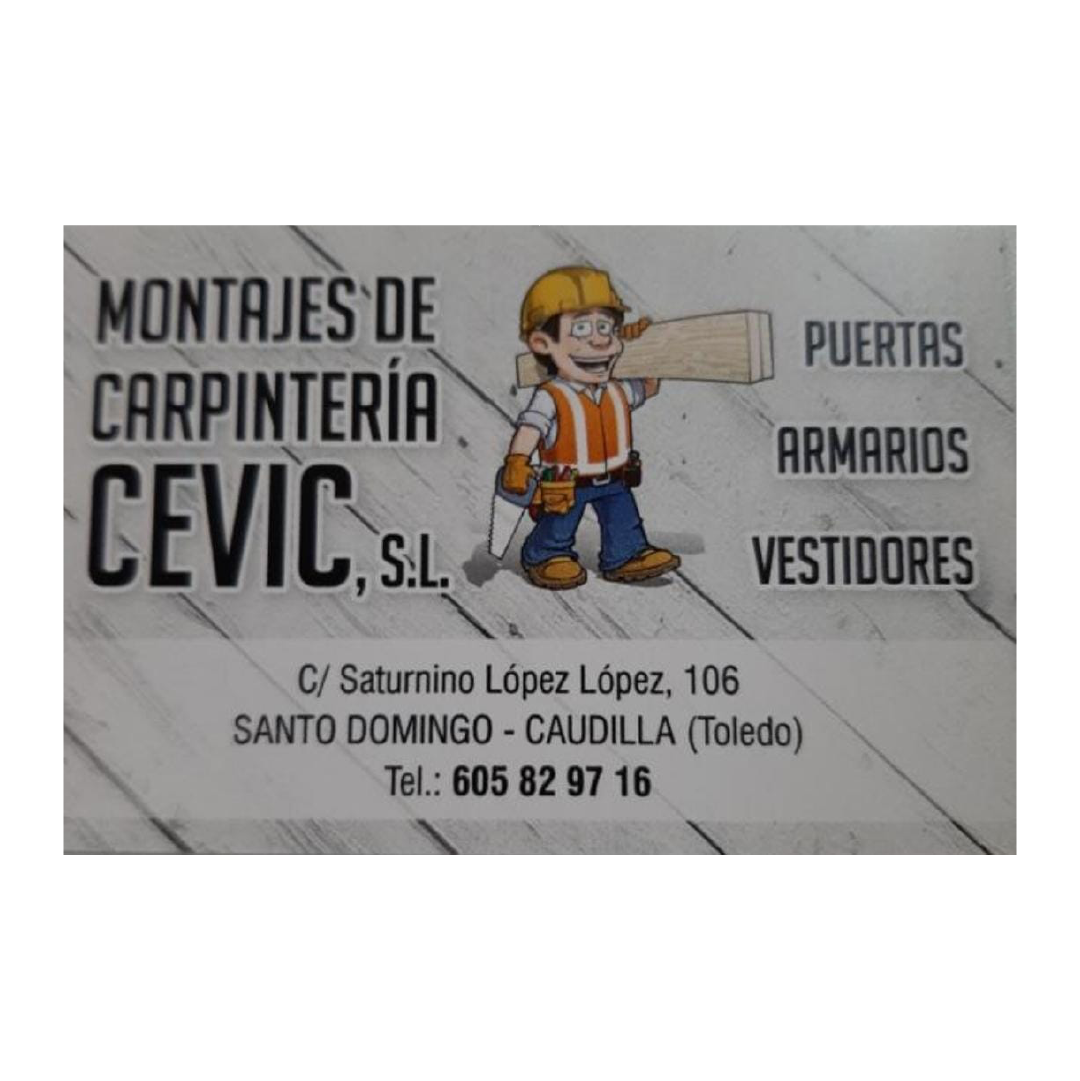 MONTAJES DE
CARPINTERÍA
CEVIC, S.L.
PUERTAS
ARMARIOS
VESTIDORES
C/ Saturnino López López, 106
SANTO DOMINGO - CAUDILLA (Toledo)
Tel.: 605 82 97 16